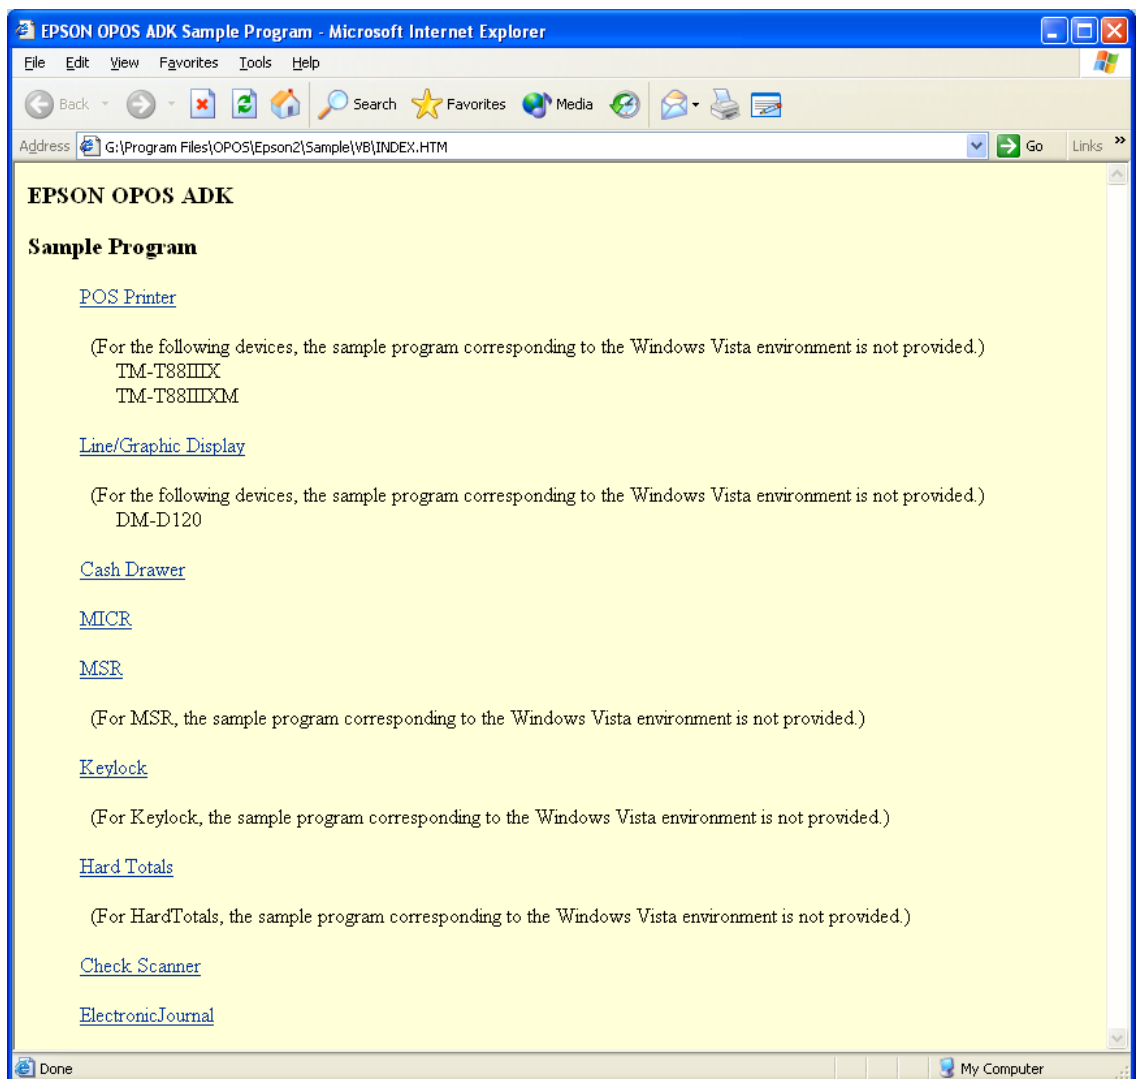 EPSON OPOS ADK Sample Program - Microsoft Internet Explorer
File Edit View Favorites Tools Help
Back Search Favorites Media
Address G:\Program Files\OPOS\Epson2\Sample\VB\INDEX.HTM Go Links »
EPSON OPOS ADK
Sample Program
POS Printer
(For the following devices, the sample program corresponding to the Windows Vista environment is not provided.)
TM-T88IIIX
TM-T88IIIXM
Line/Graphic Display
(For the following devices, the sample program corresponding to the Windows Vista environment is not provided.)
DM-D120
Cash Drawer
MICR
MSR
(For MSR, the sample program corresponding to the Windows Vista environment is not provided.)
Keylock
(For Keylock, the sample program corresponding to the Windows Vista environment is not provided.)
Hard Totals
(For HardTotals, the sample program corresponding to the Windows Vista environment is not provided.)
Check Scanner
ElectronicJournal
Done My Computer